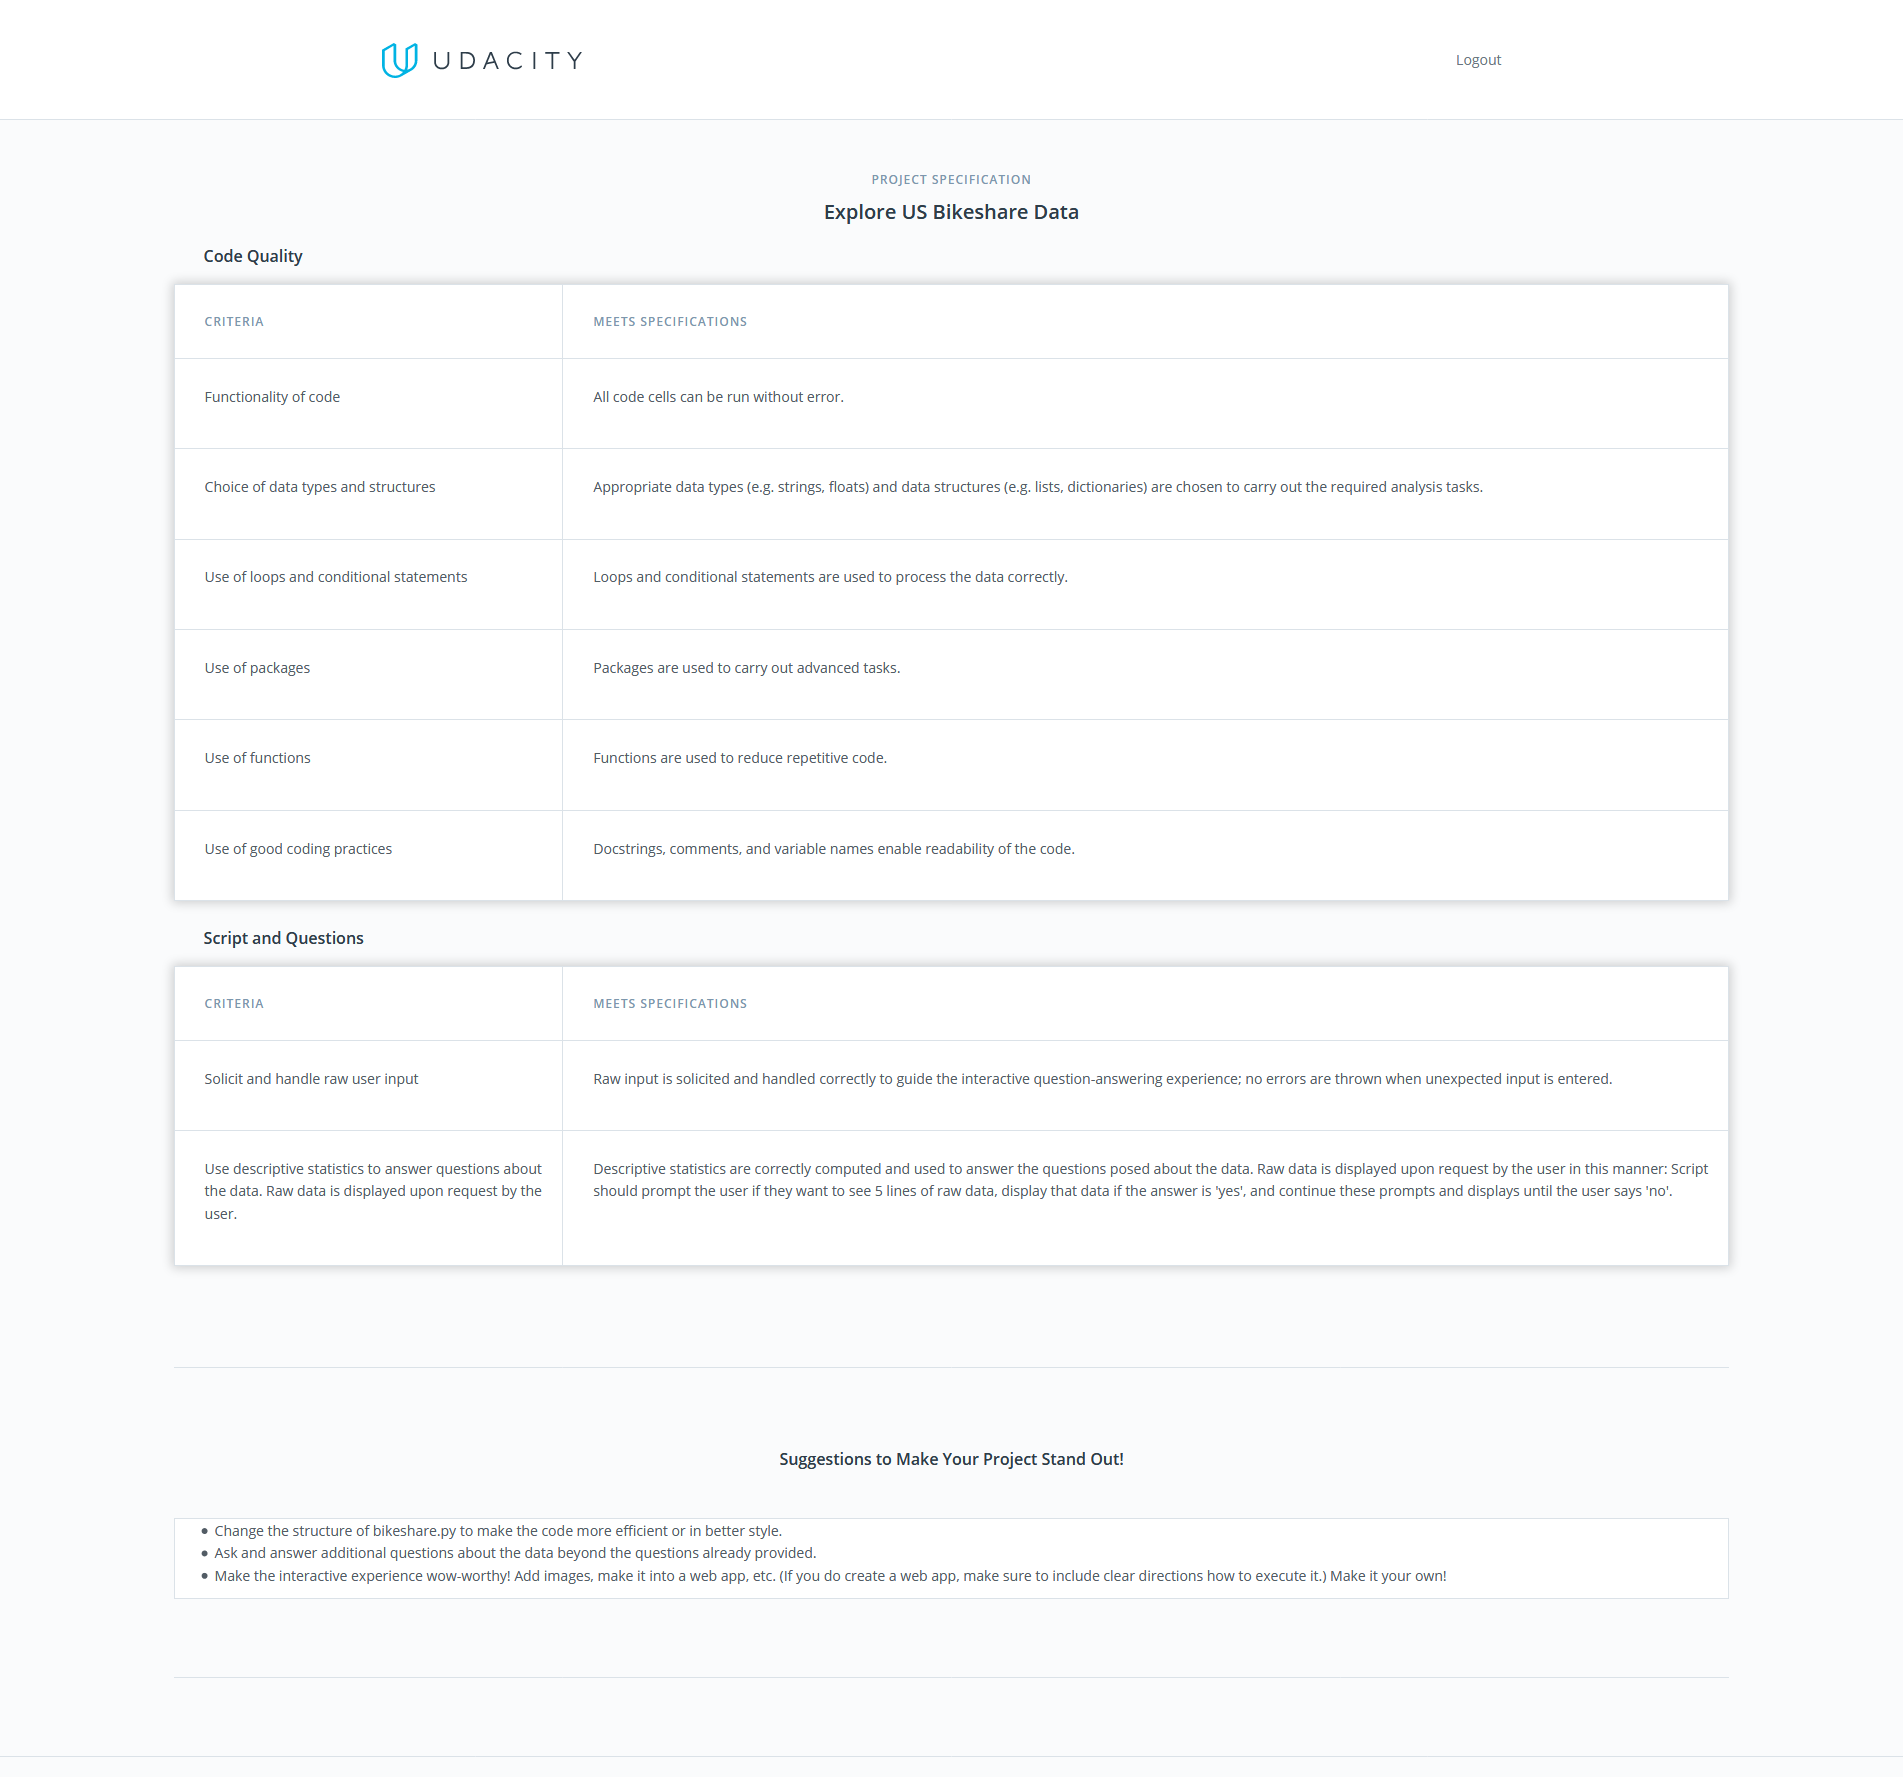 UDACITY
Logout
PROJECT SPECIFICATION
Explore US Bikeshare Data
Code Quality
CRITERIA
MEETS SPECIFICATIONS
Functionality of code
All code cells can be run without error.
Choice of data types and structures
Appropriate data types (e.g. strings, floats) and data structures (e.g. lists, dictionaries) are chosen to carry out the required analysis tasks.
Use of loops and conditional statements
Loops and conditional statements are used to process the data correctly.
Use of packages
Packages are used to carry out advanced tasks.
Use of functions
Functions are used to reduce repetitive code.
Use of good coding practices
Docstrings, comments, and variable names enable readability of the code.
Script and Questions
CRITERIA
MEETS SPECIFICATIONS
Solicit and handle raw user input
Raw input is solicited and handled correctly to guide the interactive question-answering experience; no errors are thrown when unexpected input is entered.
Use descriptive statistics to answer questions about
the data. Raw data is displayed upon request by the
user.
Descriptive statistics are correctly computed and used to answer the questions posed about the data. Raw data is displayed upon request by the user in this manner: Script
should prompt the user if they want to see 5 lines of raw data, display that data if the answer is 'yes', and continue these prompts and displays until the user says 'no'.
Suggestions to Make Your Project Stand Out!
• Change the structure of bikeshare.py to make the code more efficient or in better style.
• Ask and answer additional questions about the data beyond the questions already provided.
• Make the interactive experience wow-worthy! Add images, make it into a web app, etc. (If you do create a web app, make sure to include clear directions how to execute it.) Make it your own!